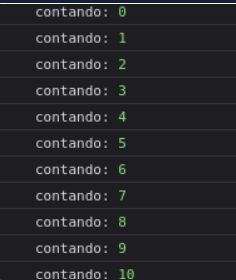 contando: 0
contando: 1
contando: 2
contando: 3
contando: 4
contando: 5
contando: 6
contando: 7
contando: 8
contando: 9
contando: 10